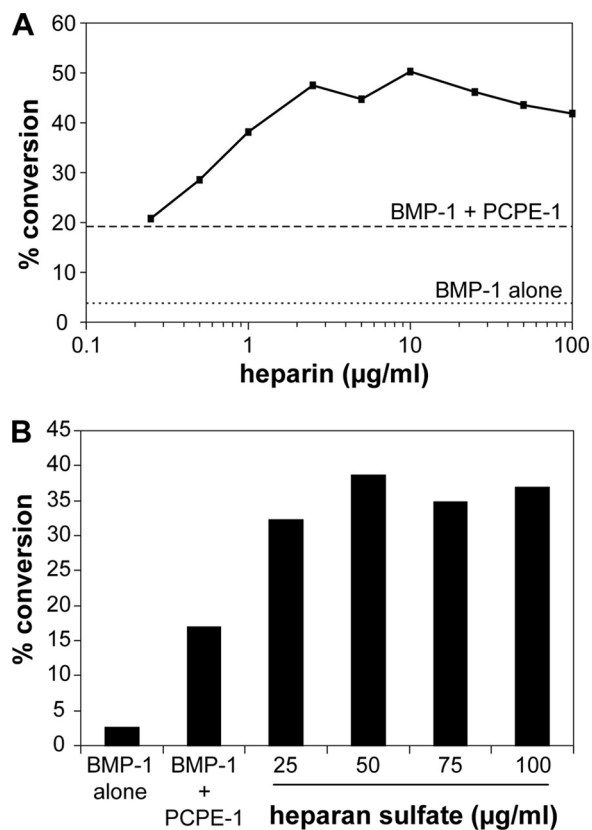 A
60
50
40
30
20
10
0
% conversion
BMP-1 + PCPE-1
BMP-1 alone
0.1 1 10 100
heparin (µg/ml)
B
45
40
35
30
25
20
15
10
5
0
% conversion
BMP-1 alone
BMP-1 + PCPE-1
25 50 75 100
heparan sulfate (µg/ml)